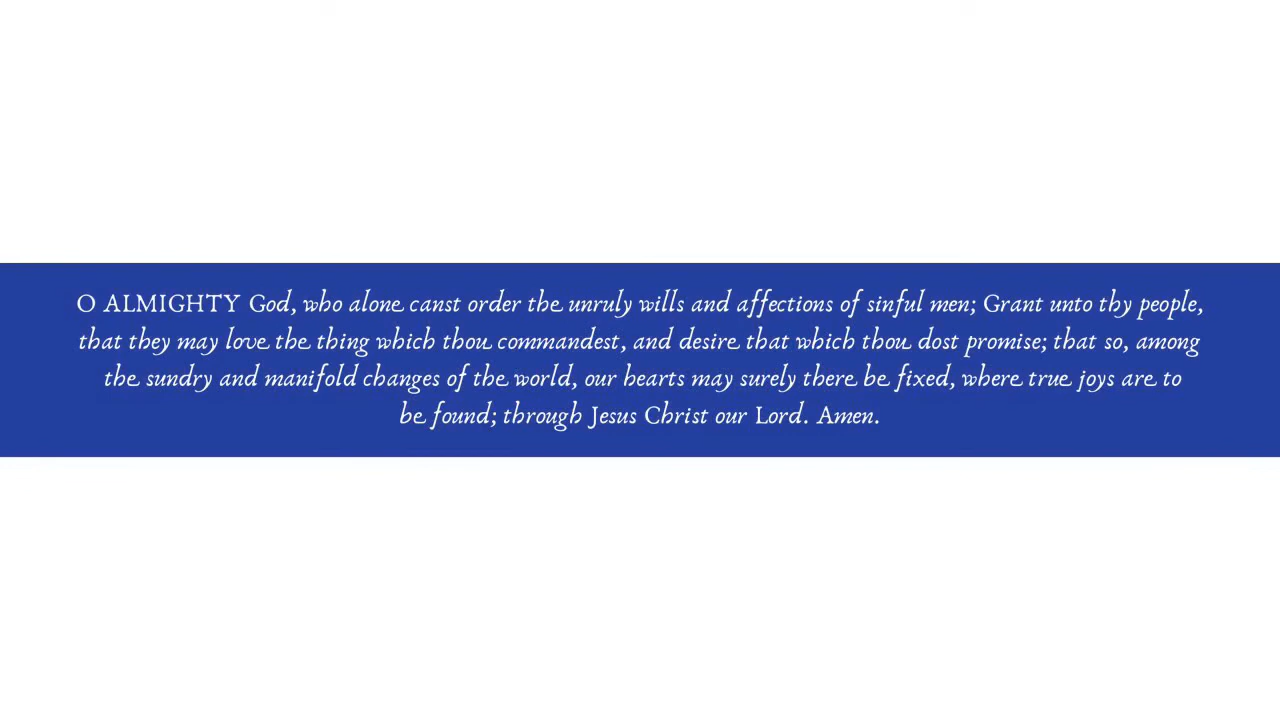 O ALMIGHTY God, who alone canst order the unruly wills and affections of sinful men; Grant unto thy people,
that they may love the thing which thou commandest, and desire that which thou dost promise; that so, among
the sundry and manifold changes of the world, our hearts may surely there be fixed, where true joys are to
be found; through Jesus Christ our Lord. Amen.